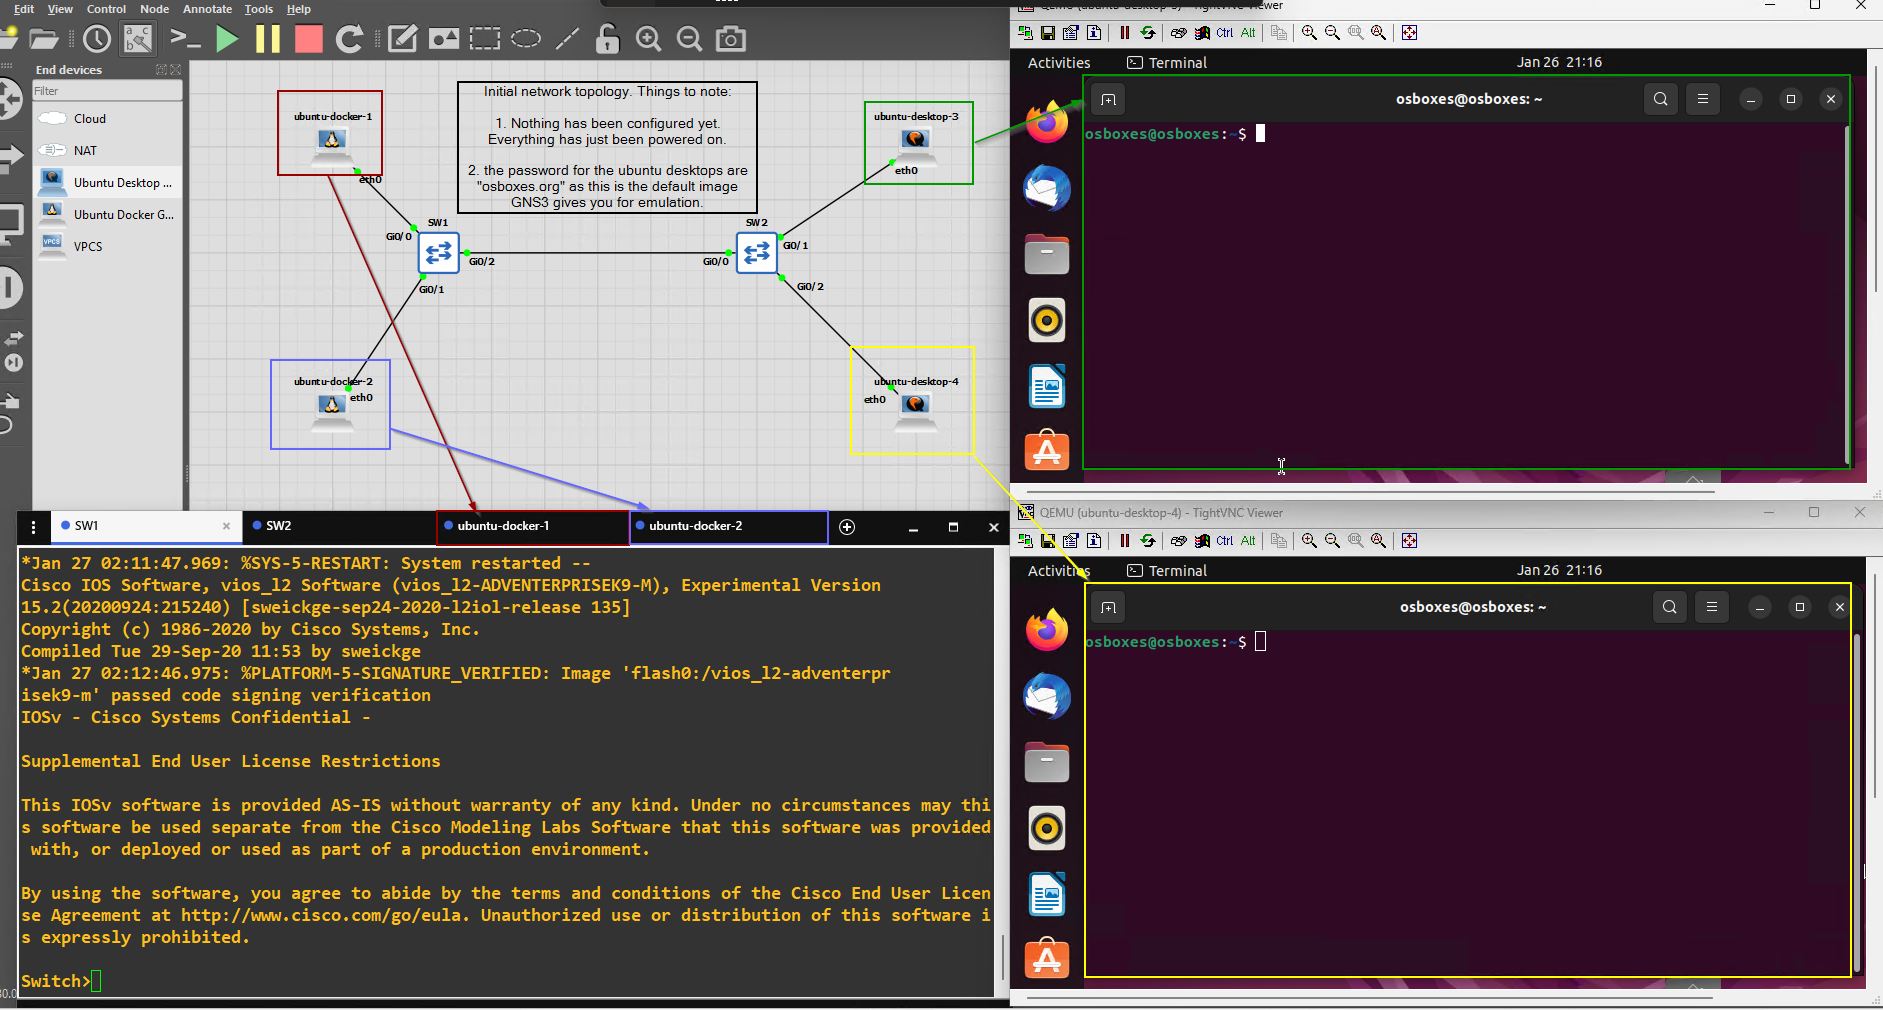 Edit View Control Node Annotate Tools Help
End devices
Filter
Cloud
NAT
Ubuntu Desktop ...
Ubuntu Docker G...
VPCS
VPCS
Initial network topology. Things to note:
1. Nothing has been configured yet.
Everything has just been powered on.
2. the password for the ubuntu desktops are
"osboxes.org" as this is the default image
GNS3 gives you for emulation.
ubuntu-docker-1
eth0
ubuntu-desktop-3
eth0
SW1
Gi0/0
Gi0/2
Gi0/1
SW2
Gi0/1
Gi0/0
Gi0/2
ubuntu-docker-2
eth0
ubuntu-desktop-4
eth0
SW1
SW2
ubuntu-docker-1
ubuntu-docker-2
*Jan 27 02:11:47.969: %SYS-5-RESTART: System restarted --
Cisco IOS Software, vios_l2 Software (vios_l2-ADVENTERPRISEK9-M), Experimental Version
15.2(20200924:215240) [sweickge-sep24-2020-l2iol-release 135]
Copyright (c) 1986-2020 by Cisco Systems, Inc.
Compiled Tue 29-Sep-20 11:53 by sweickge
*Jan 27 02:12:46.975: %PLATFORM-5-SIGNATURE_VERIFIED: Image 'flash0:/vios_l2-adventerpr
isek9-m' passed code signing verification
IOSv - Cisco Systems Confidential -
Supplemental End User License Restrictions
This IOSv software is provided AS-IS without warranty of any kind. Under no circumstances may thi
s software be used separate from the Cisco Modeling Labs Software that this software was provided
with, or deployed or used as part of a production environment.
By using the software, you agree to abide by the terms and conditions of the Cisco End User Licen
se Agreement at http://www.cisco.com/go/eula. Unauthorized use or distribution of this software i
s expressly prohibited.
Switch>
QEMU (ubuntu-desktop-3) - TightVNC Viewer
Ctrl Alt
Activities Terminal Jan 26 21:16
osboxes@osboxes: ~
osboxes@osboxes:~$
QEMU (ubuntu-desktop-4) - TightVNC Viewer
Ctrl Alt
Activities Terminal Jan 26 21:16
osboxes@osboxes: ~
osboxes@osboxes:~$